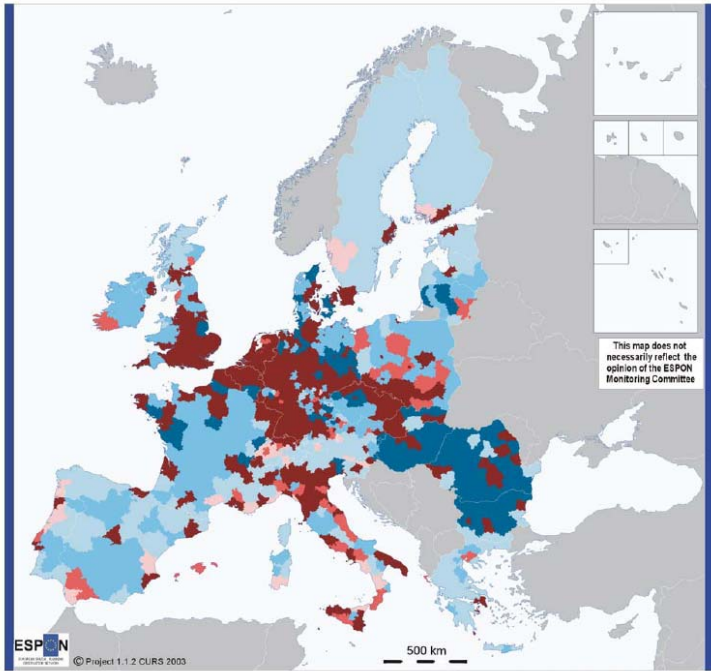 This map does not
necessarily reflect the
opinion of the ESPON
Monitoring Committee
ESPON
© Project 1.1.2 CURS 2003
500 km